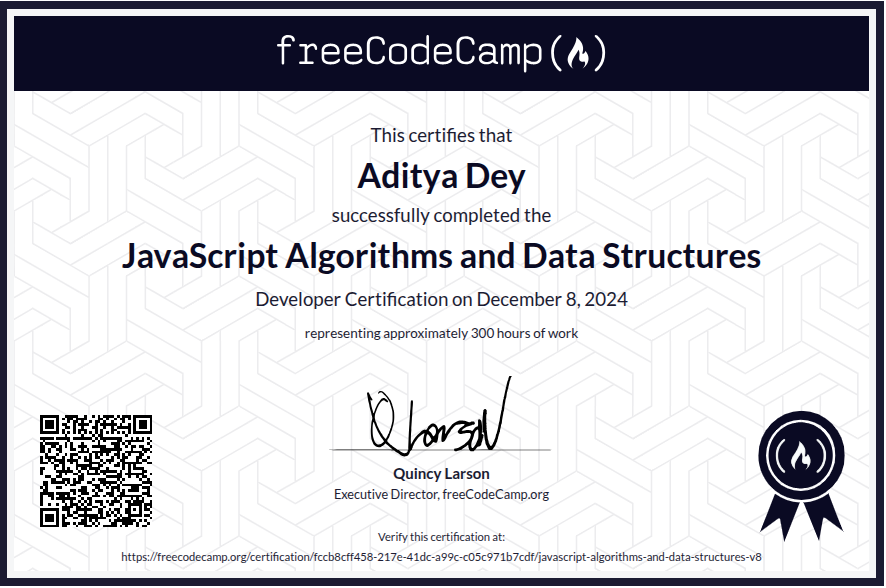 freeCodeCamp
This certifies that
Aditya Dey
successfully completed the
JavaScript Algorithms and Data Structures
Developer Certification on December 8, 2024
representing approximately 300 hours of work
Quincy Larson
Executive Director, freeCodeCamp.org
Verify this certification at:
https://freecodecamp.org/certification/fccb8cff458-217e-41dc-a99c-c05c971b7cdf/javascript-algorithms-and-data-structures-v8